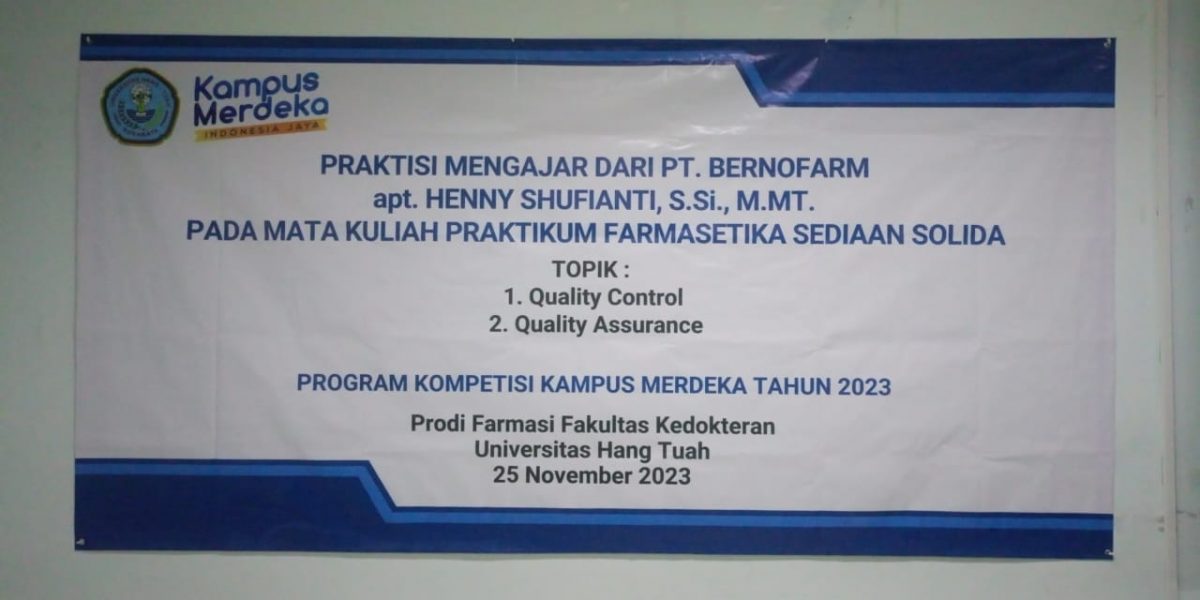 Kampus
Merdeka
INDONESIA JAYA
PRAKTISI MENGAJAR DARI PT. BERNOFARM
apt. HENNY SHUFIANTI, S.Si., M.MT.
PADA MATA KULIAH PRAKTIKUM FARMASETIKA SEDIAAN SOLIDA
TOPIK :
1. Quality Control
2. Quality Assurance
PROGRAM KOMPETISI KAMPUS MERDEKA TAHUN 2023
Prodi Farmasi Fakultas Kedokteran
Universitas Hang Tuah
25 November 2023